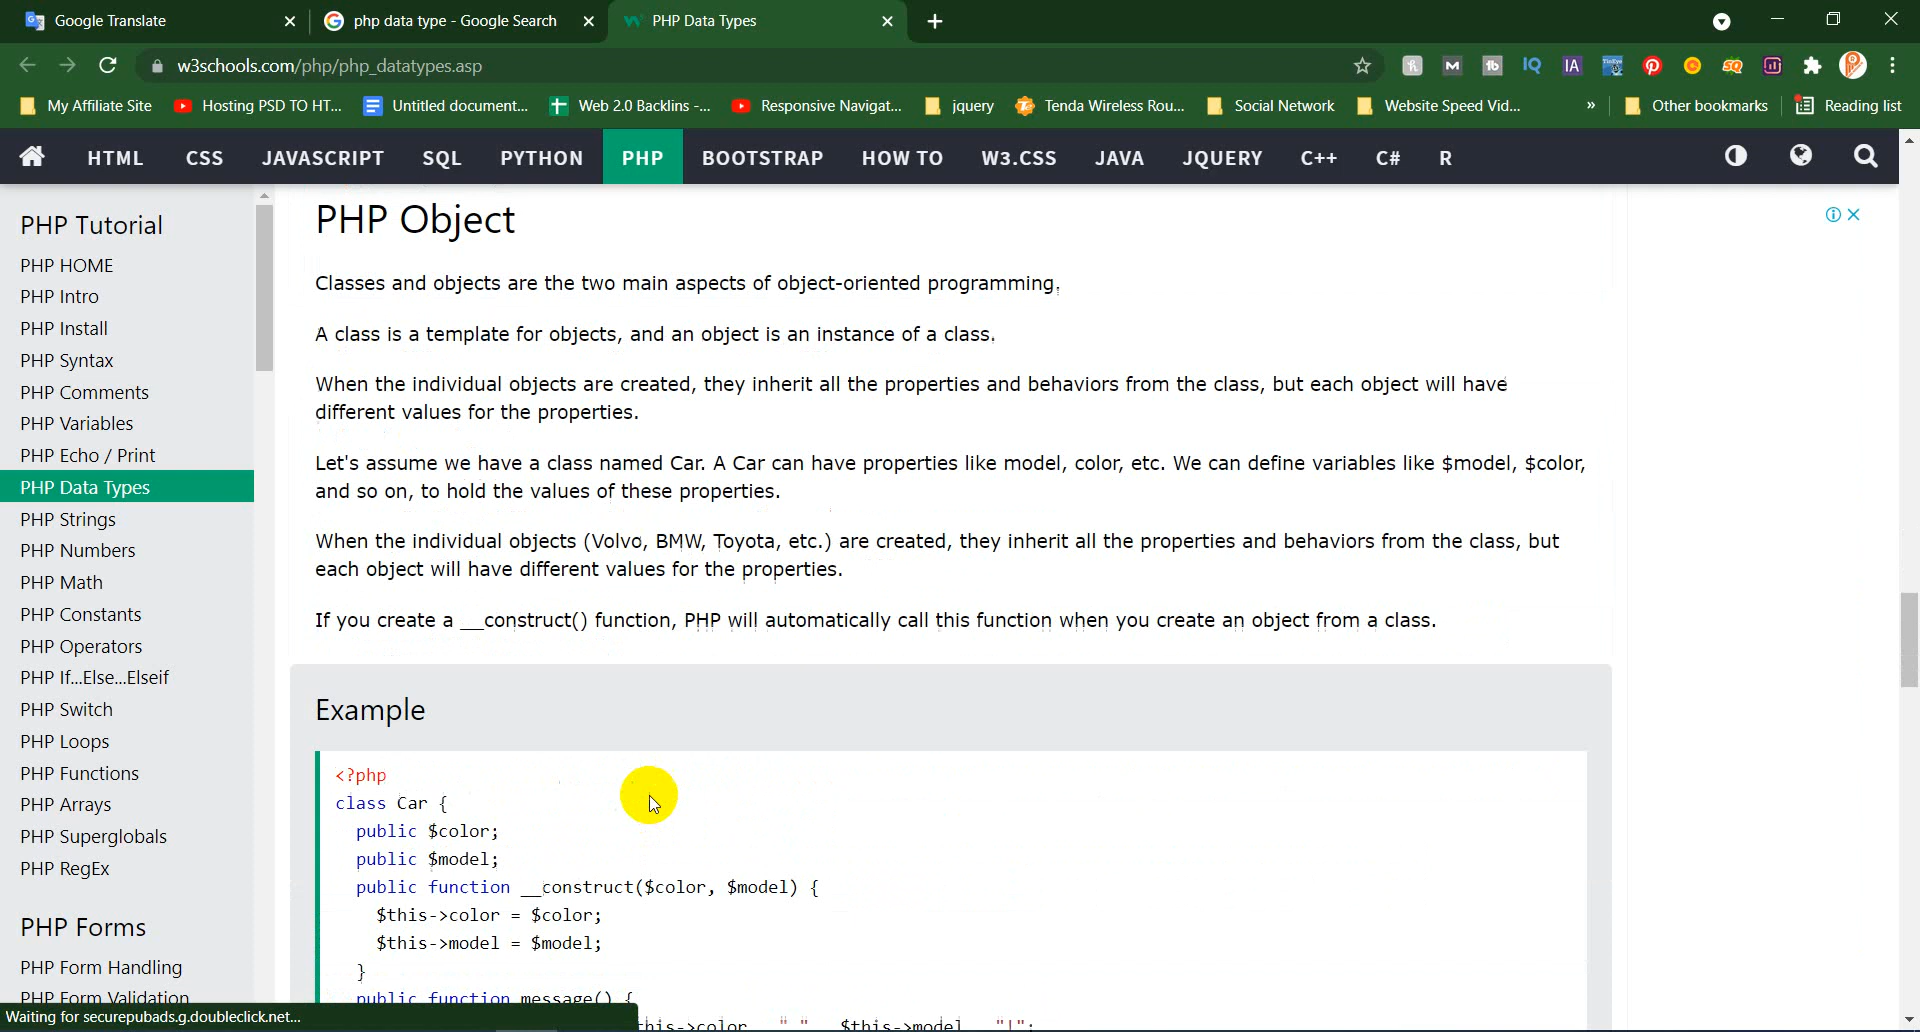 Google Translate
php data type - Google Search
PHP Data Types
w3schools.com/php/php_datatypes.asp
My Affiliate Site
Hosting PSD TO HT...
Untitled document...
Web 2.0 Backlins -...
Responsive Navigat...
jquery
Tenda Wireless Rou...
Social Network
Website Speed Vid...
»
Other bookmarks
Reading list
HTML CSS JAVASCRIPT SQL PYTHON PHP BOOTSTRAP HOW TO W3.CSS JAVA JQUERY C++ C# R
PHP Tutorial
PHP HOME
PHP Intro
PHP Install
PHP Syntax
PHP Comments
PHP Variables
PHP Echo / Print
PHP Data Types
PHP Strings
PHP Numbers
PHP Math
PHP Constants
PHP Operators
PHP If...Else...Elseif
PHP Switch
PHP Loops
PHP Functions
PHP Arrays
PHP Superglobals
PHP RegEx
PHP Forms
PHP Form Handling
PHP Form Validation
PHP Object
Classes and objects are the two main aspects of object-oriented programming.
A class is a template for objects, and an object is an instance of a class.
When the individual objects are created, they inherit all the properties and behaviors from the class, but each object will have
different values for the properties.
Let's assume we have a class named Car. A Car can have properties like model, color, etc. We can define variables like $model, $color,
and so on, to hold the values of these properties.
When the individual objects (Volvo, BMW, Toyota, etc.) are created, they inherit all the properties and behaviors from the class, but
each object will have different values for the properties.
If you create a __construct() function, PHP will automatically call this function when you create an object from a class.
Example
<?php
class Car {
public $color;
public $model;
public function __construct($color, $model) {
$this->color = $color;
$this->model = $model;
}
public function message() {
this->color . " " . $this->model . "!";
Waiting for securepubads.g.doubleclick.net...